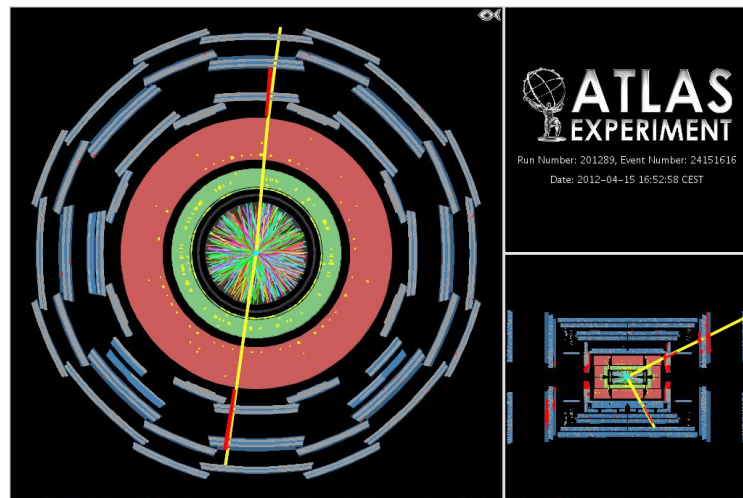 ATLAS
EXPERIMENT
Run Number: 201289, Event Number: 24151616
Date: 2012-04-15 16:52:58 CEST